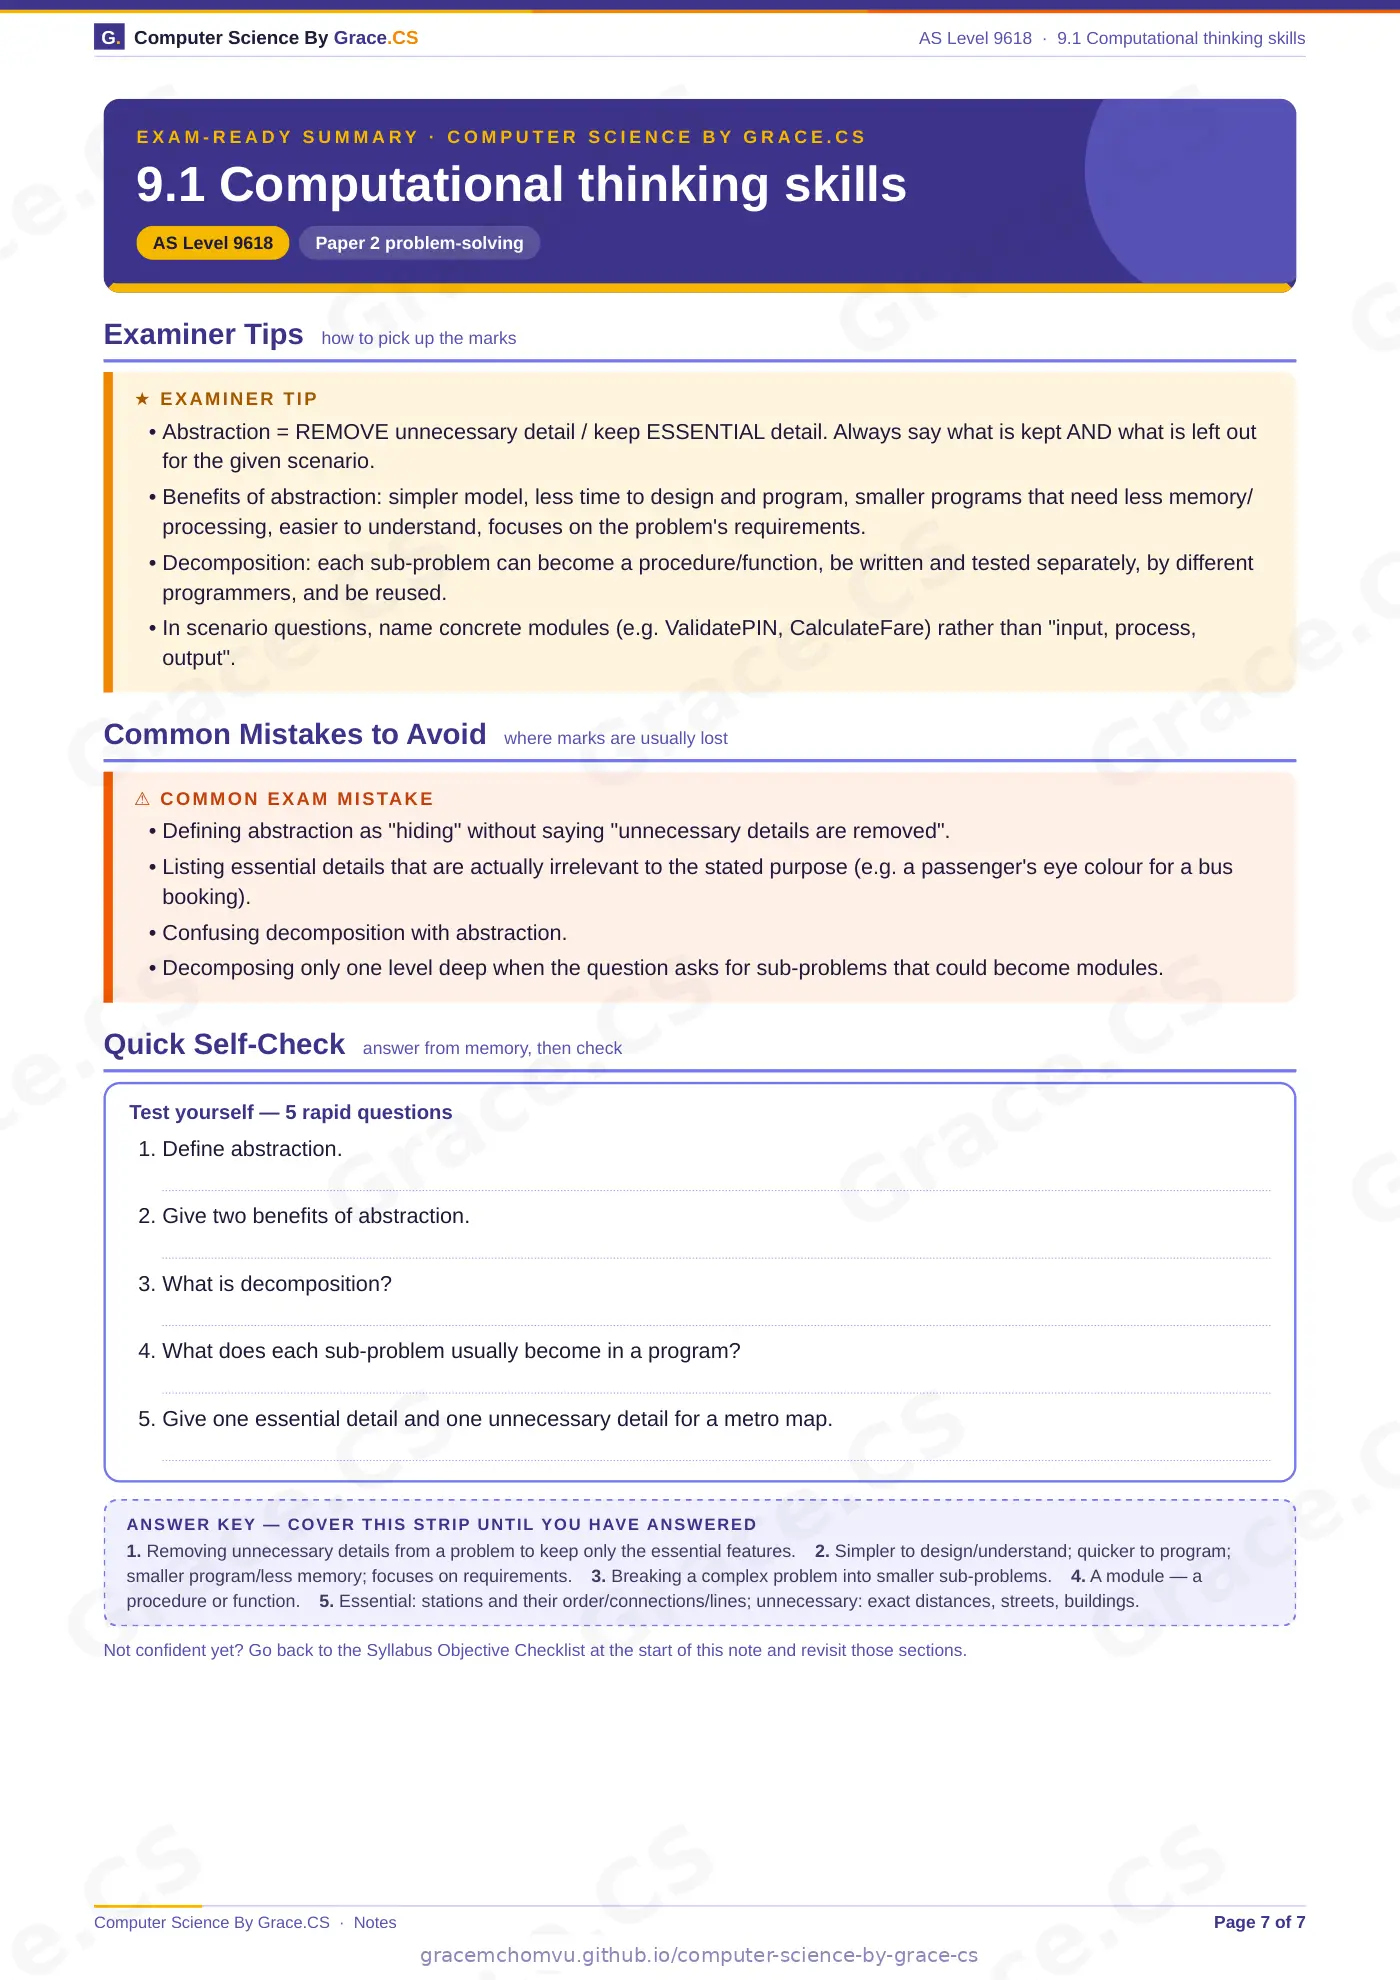 G. Computer Science By Grace.CS
AS Level 9618 · 9.1 Computational thinking skills
EXAM-READY SUMMARY · COMPUTER SCIENCE BY GRACE.CS
9.1 Computational thinking skills
AS Level 9618
Paper 2 problem-solving
Examiner Tips how to pick up the marks
★ EXAMINER TIP
• Abstraction = REMOVE unnecessary detail / keep ESSENTIAL detail. Always say what is kept AND what is left out
for the given scenario.
• Benefits of abstraction: simpler model, less time to design and program, smaller programs that need less memory/
processing, easier to understand, focuses on the problem's requirements.
• Decomposition: each sub-problem can become a procedure/function, be written and tested separately, by different
programmers, and be reused.
• In scenario questions, name concrete modules (e.g. ValidatePIN, CalculateFare) rather than "input, process,
output".
Common Mistakes to Avoid where marks are usually lost
⚠ COMMON EXAM MISTAKE
• Defining abstraction as "hiding" without saying "unnecessary details are removed".
• Listing essential details that are actually irrelevant to the stated purpose (e.g. a passenger's eye colour for a bus
booking).
• Confusing decomposition with abstraction.
• Decomposing only one level deep when the question asks for sub-problems that could become modules.
Quick Self-Check answer from memory, then check
Test yourself — 5 rapid questions
1. Define abstraction.
2. Give two benefits of abstraction.
3. What is decomposition?
4. What does each sub-problem usually become in a program?
5. Give one essential detail and one unnecessary detail for a metro map.
ANSWER KEY — COVER THIS STRIP UNTIL YOU HAVE ANSWERED
1. Removing unnecessary details from a problem to keep only the essential features. 2. Simpler to design/understand; quicker to program;
smaller program/less memory; focuses on requirements. 3. Breaking a complex problem into smaller sub-problems. 4. A module — a
procedure or function. 5. Essential: stations and their order/connections/lines; unnecessary: exact distances, streets, buildings.
Not confident yet? Go back to the Syllabus Objective Checklist at the start of this note and revisit those sections.
Computer Science By Grace.CS · Notes
Page 7 of 7
gracemchomvu.github.io/computer-science-by-grace-cs